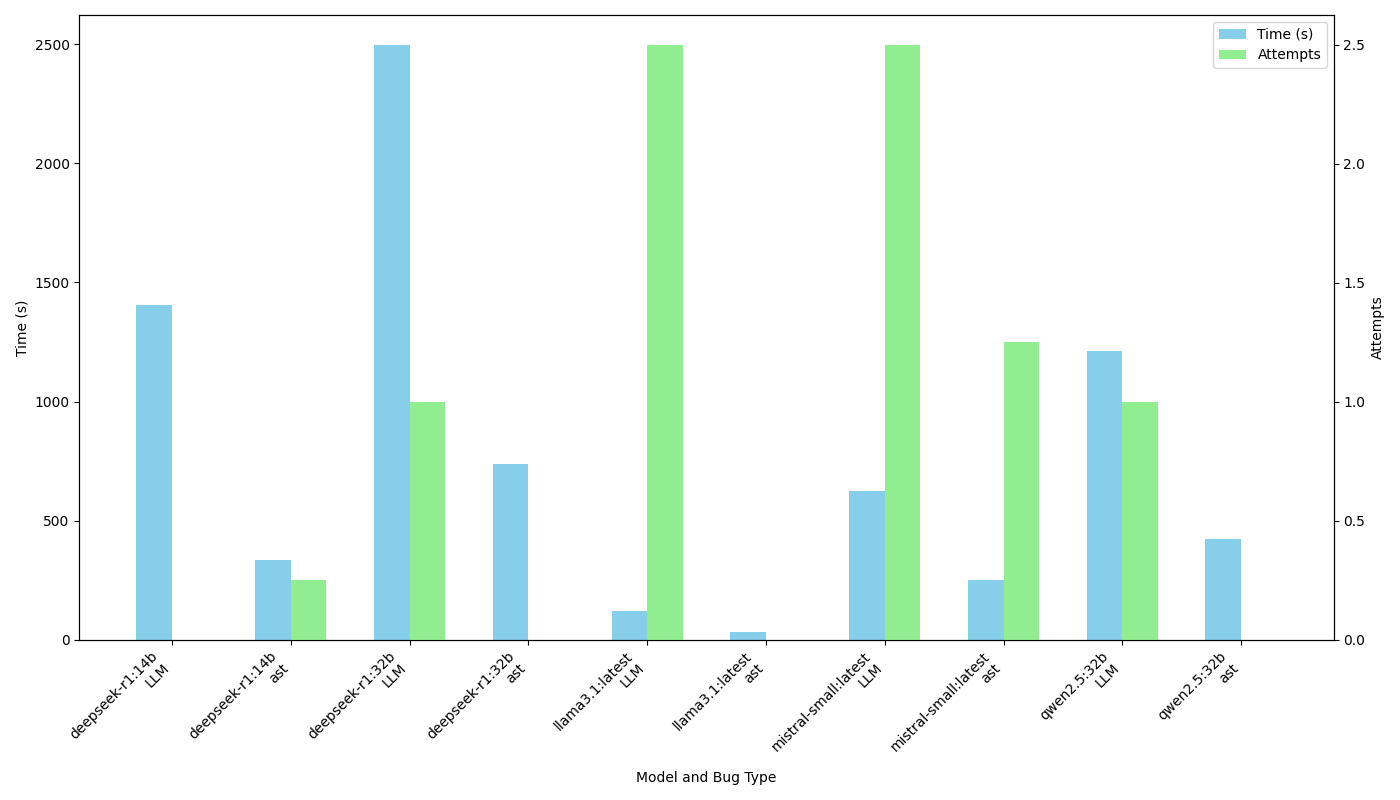 Time (s)
Attempts
2500
2000
1500
1000
500
0
Time (s)
2.5
2.0
1.5
1.0
0.5
0.0
Attempts
deepseek-r1:14b
LLM
deepseek-r1:14b
ast
deepseek-r1:32b
LLM
deepseek-r1:32b
ast
llama3.1:latest
LLM
llama3.1:latest
ast
mistral-small:latest
LLM
mistral-small:latest
ast
qwen2.5:32b
LLM
qwen2.5:32b
ast
Model and Bug Type